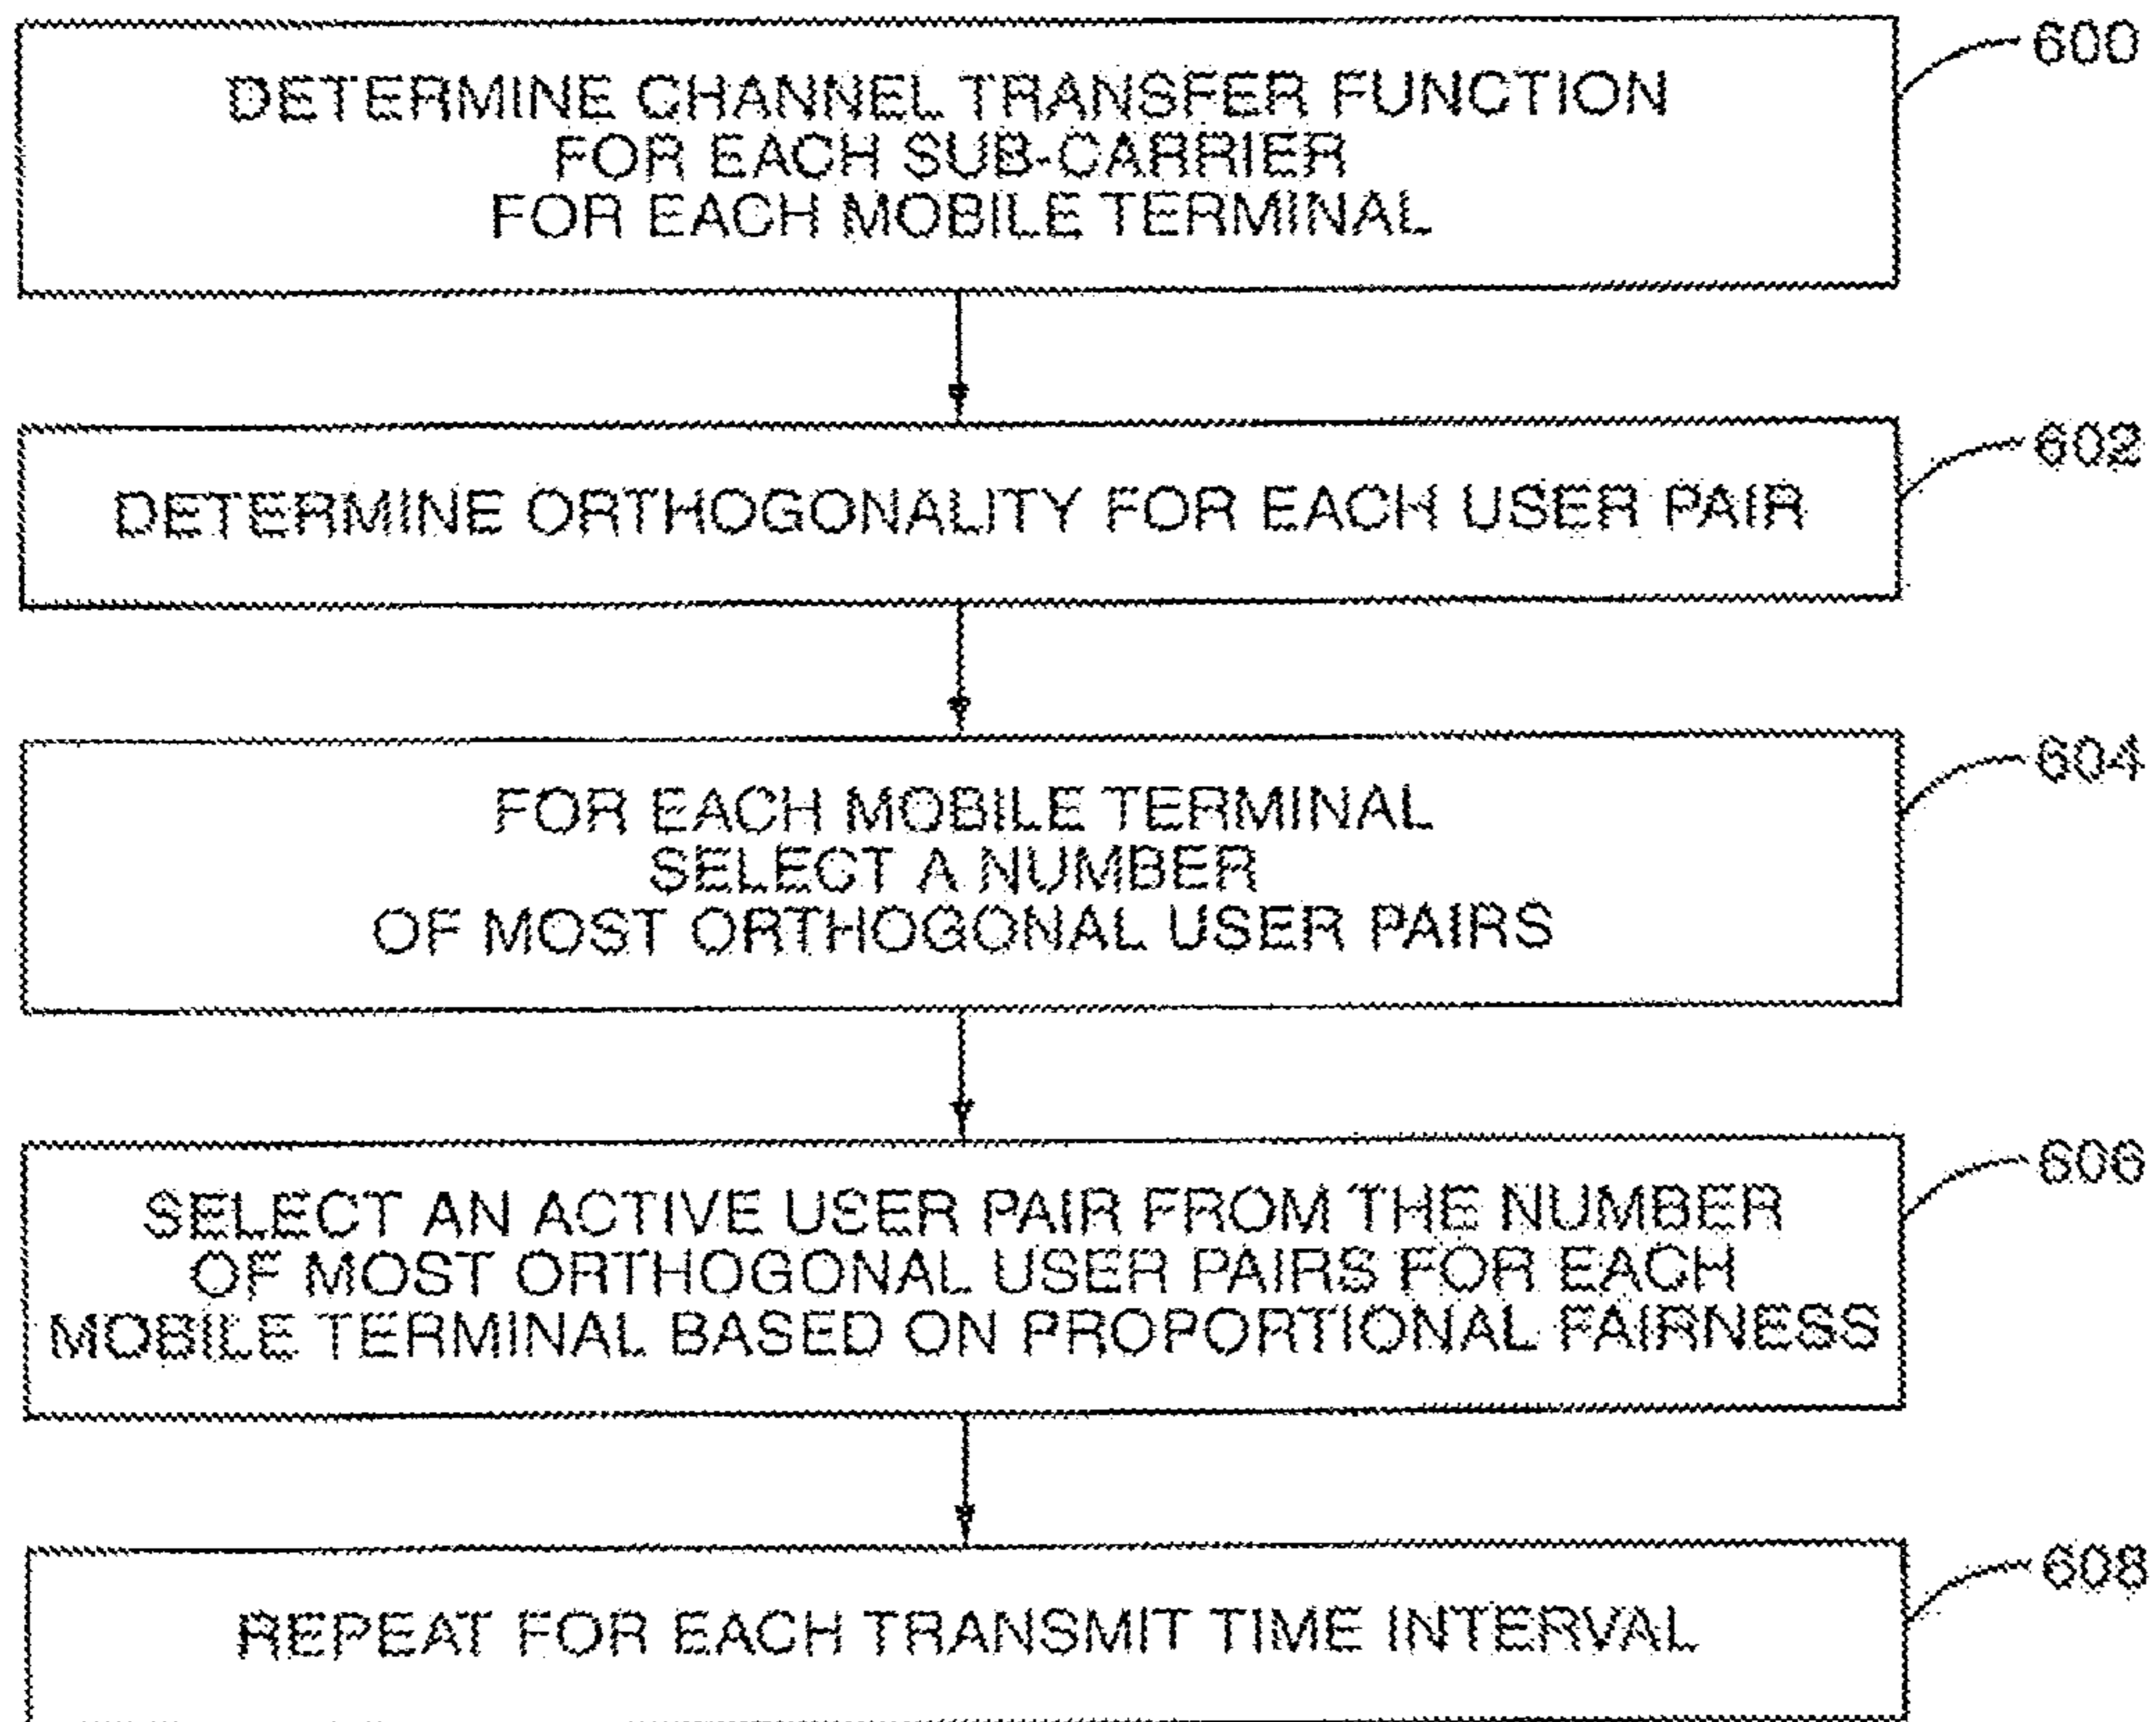 DETERMINE CHANNEL TRANSFER FUNCTION
FOR EACH SUB-CARRIER
FOR EACH MOBILE TERMINAL
600
DETERMINE ORTHOGONALITY FOR EACH USER PAIR
602
FOR EACH MOBILE TERMINAL
SELECT A NUMBER
OF MOST ORTHOGONAL USER PAIRS
604
SELECT AN ACTIVE USER PAIR FROM THE NUMBER
OF MOST ORTHOGONAL USER PAIRS FOR EACH
MOBILE TERMINAL BASED ON PROPORTIONAL FAIRNESS
606
REPEAT FOR EACH TRANSMIT TIME INTERVAL
608